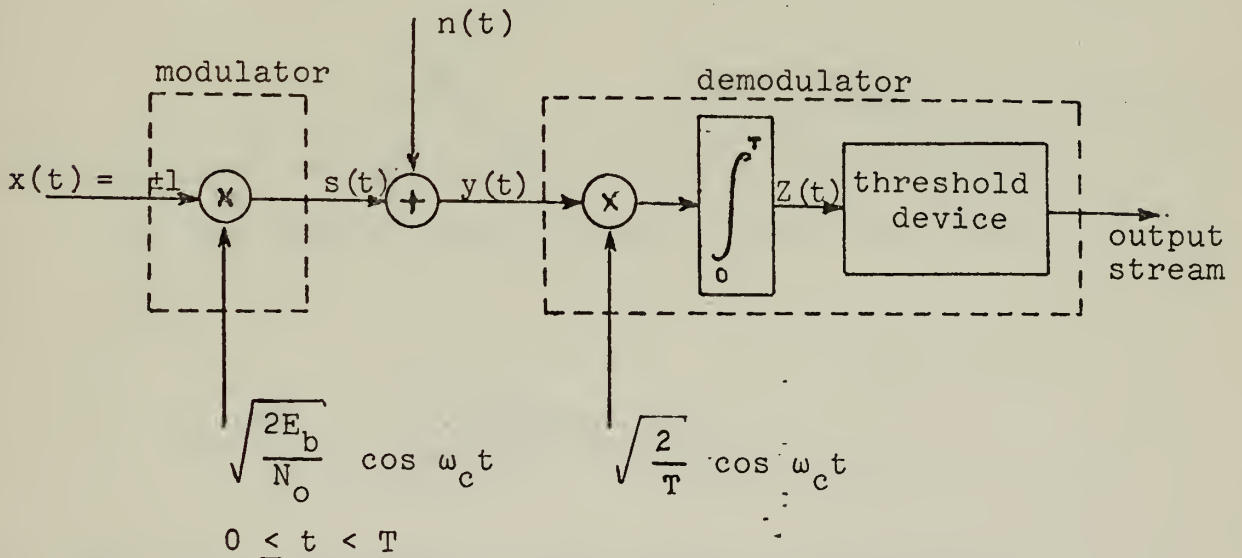 n(t)
modulator
demodulator
x(t) = ±1
×
s(t)
+
y(t)
×
∫
T
0
Z(t)
threshold
device
output
stream
√(2E_b/N_o) cos ω_c t
√(2/T) cos ω_c t
0 ≤ t < T